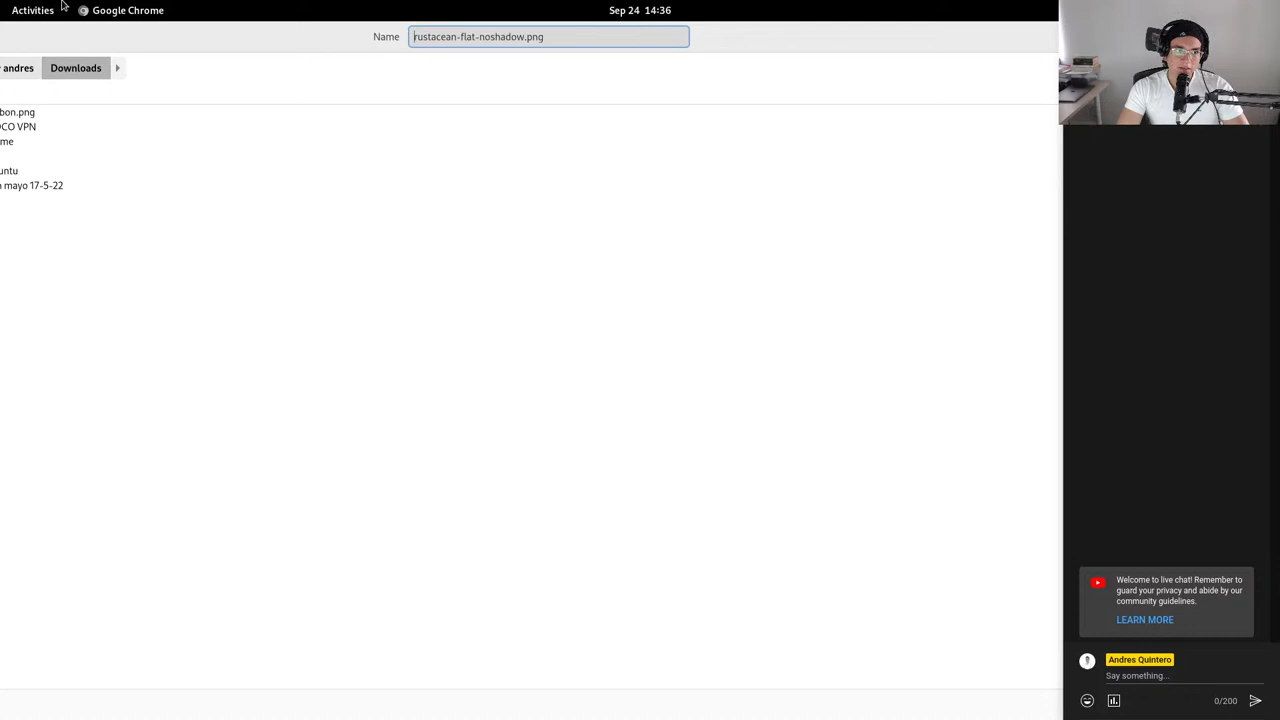 Activities
Google Chrome
Sep 24 14:36
Name
rustacean-flat-noshadow.png
andres
Downloads
bon.png
CO VPN
me
untu
mayo 17-5-22
Welcome to live chat! Remember to
guard your privacy and abide by our
community guidelines.
LEARN MORE
Andres Quintero
Say something...
0/200